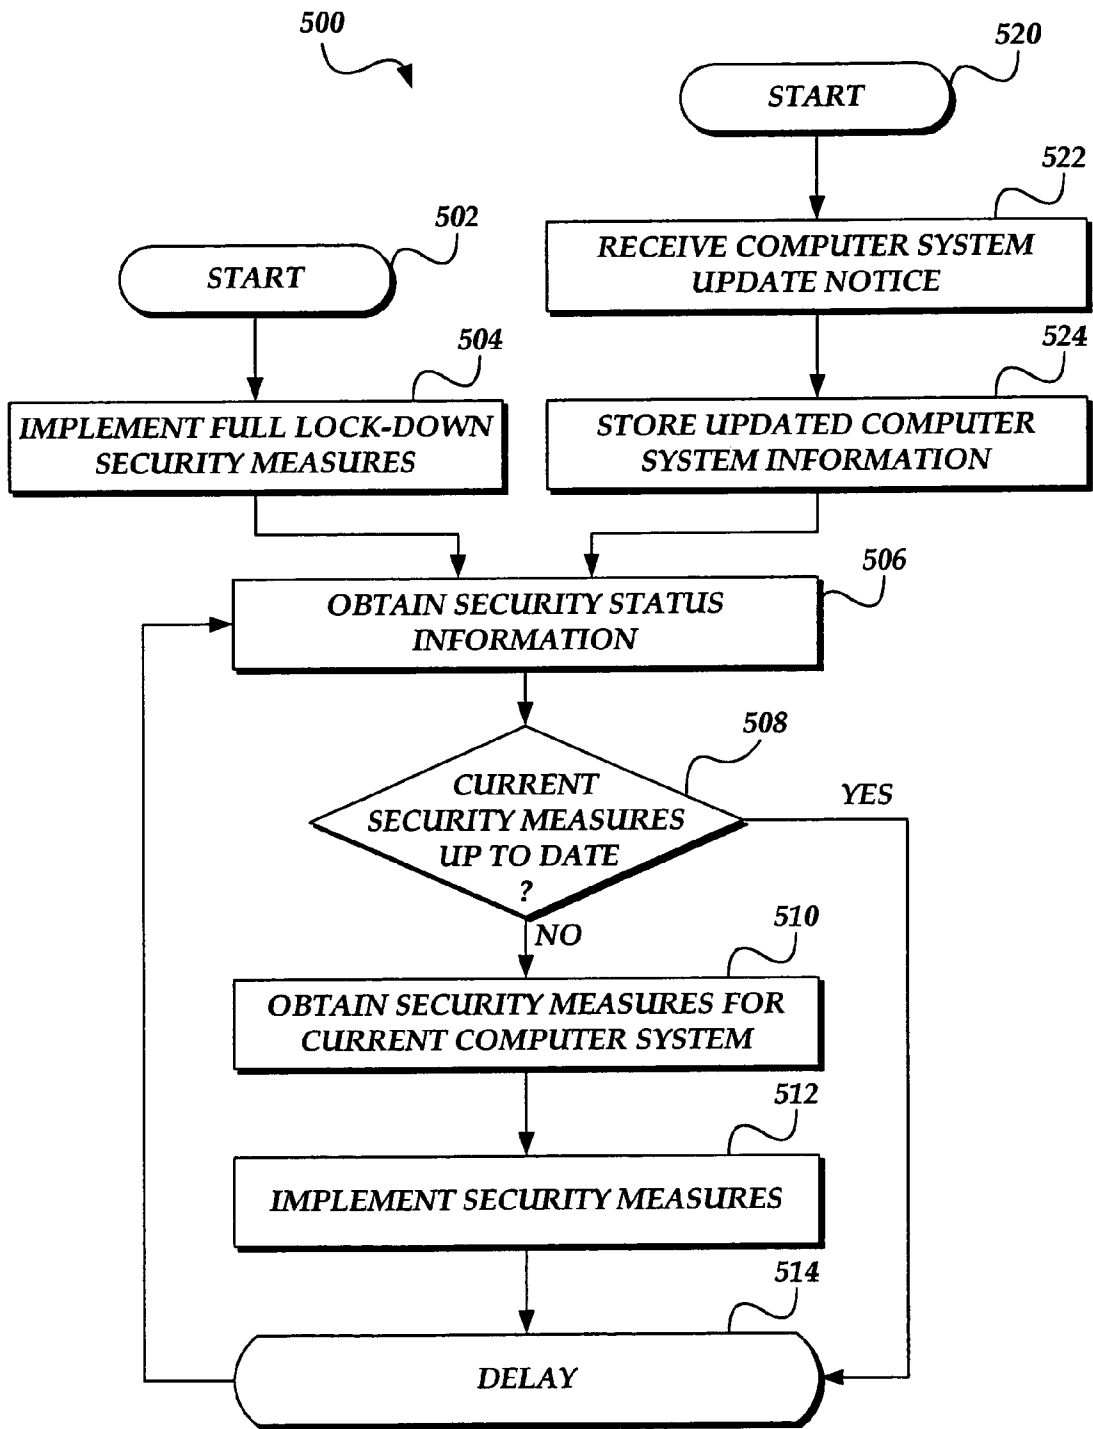 500
520
START
522
RECEIVE COMPUTER SYSTEM
UPDATE NOTICE
502
START
504
IMPLEMENT FULL LOCK-DOWN
SECURITY MEASURES
524
STORE UPDATED COMPUTER
SYSTEM INFORMATION
506
OBTAIN SECURITY STATUS
INFORMATION
508
CURRENT
SECURITY MEASURES
UP TO DATE
?
YES
NO
510
OBTAIN SECURITY MEASURES FOR
CURRENT COMPUTER SYSTEM
512
IMPLEMENT SECURITY MEASURES
514
DELAY